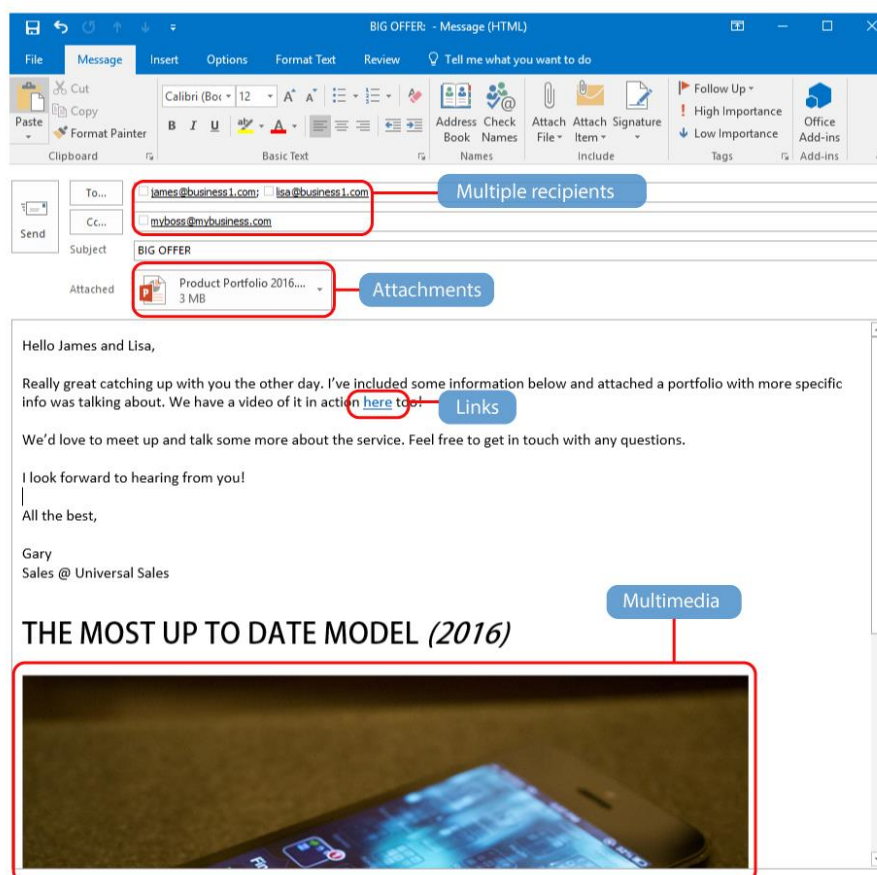 BIG OFFER: - Message (HTML)
File Message Insert Options Format Text Review Tell me what you want to do
Paste
Cut
Copy
Format Painter
Clipboard
Calibri (Boc 12
B I U
Basic Text
Address Book
Check Names
Names
Attach File
Attach Item
Signature
Include
Follow Up
High Importance
Low Importance
Tags
Office Add-ins
Add-ins
Send
To... james@business1.com; lisa@business1.com
Multiple recipients
Cc... myboss@mybusiness.com
Subject BIG OFFER
Attached Product Portfolio 2016....
3 MB
Attachments
Hello James and Lisa,
Really great catching up with you the other day. I've included some information below and attached a portfolio with more specific
info was talking about. We have a video of it in action here too!
Links
We'd love to meet up and talk some more about the service. Feel free to get in touch with any questions.
I look forward to hearing from you!
All the best,
Gary
Sales @ Universal Sales
Multimedia
THE MOST UP TO DATE MODEL (2016)